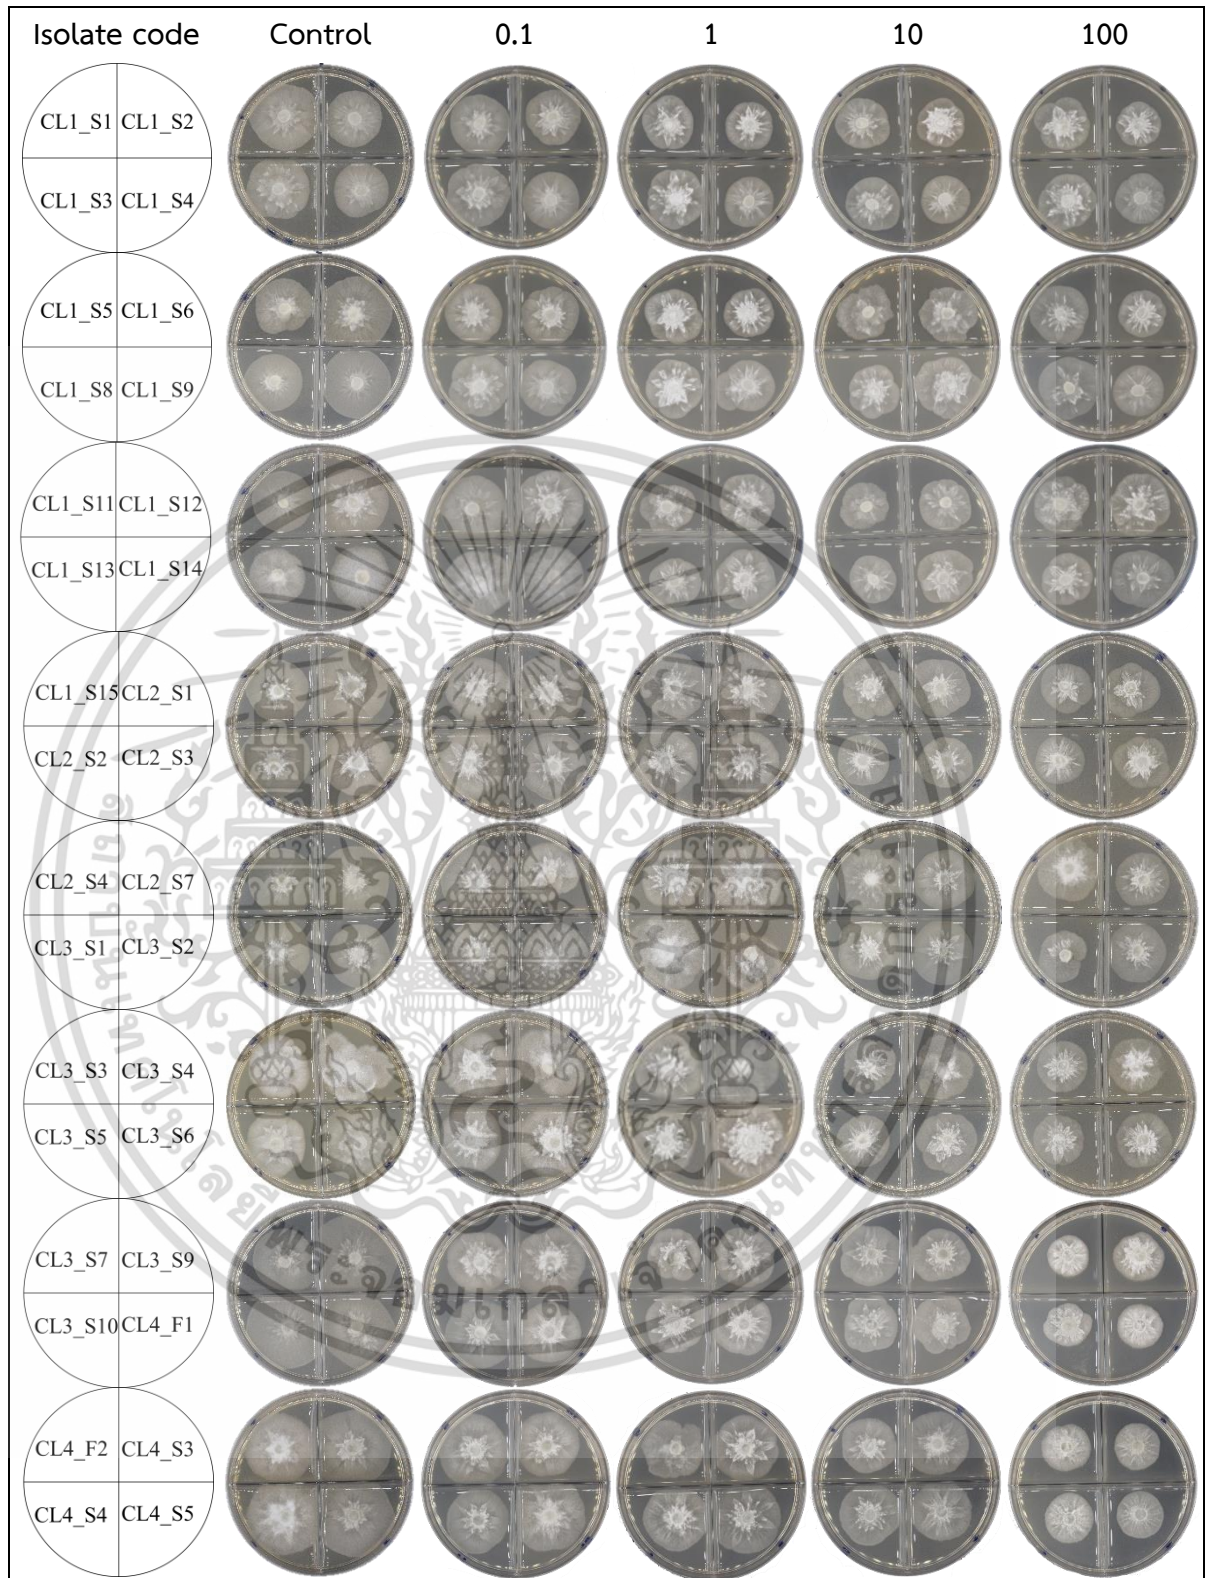 Isolate code Control 0.1 1 10 100
CL1_S1 CL1_S2
CL1_S3 CL1_S4
CL1_S5 CL1_S6
CL1_S8 CL1_S9
CL1_S11 CL1_S12
CL1_S13 CL1_S14
CL1_S15 CL2_S1
CL2_S2 CL2_S3
CL2_S4 CL2_S7
CL3_S1 CL3_S2
CL3_S3 CL3_S4
CL3_S5 CL3_S6
CL3_S7 CL3_S9
CL3_S10 CL4_F1
CL4_F2 CL4_S3
CL4_S4 CL4_S5